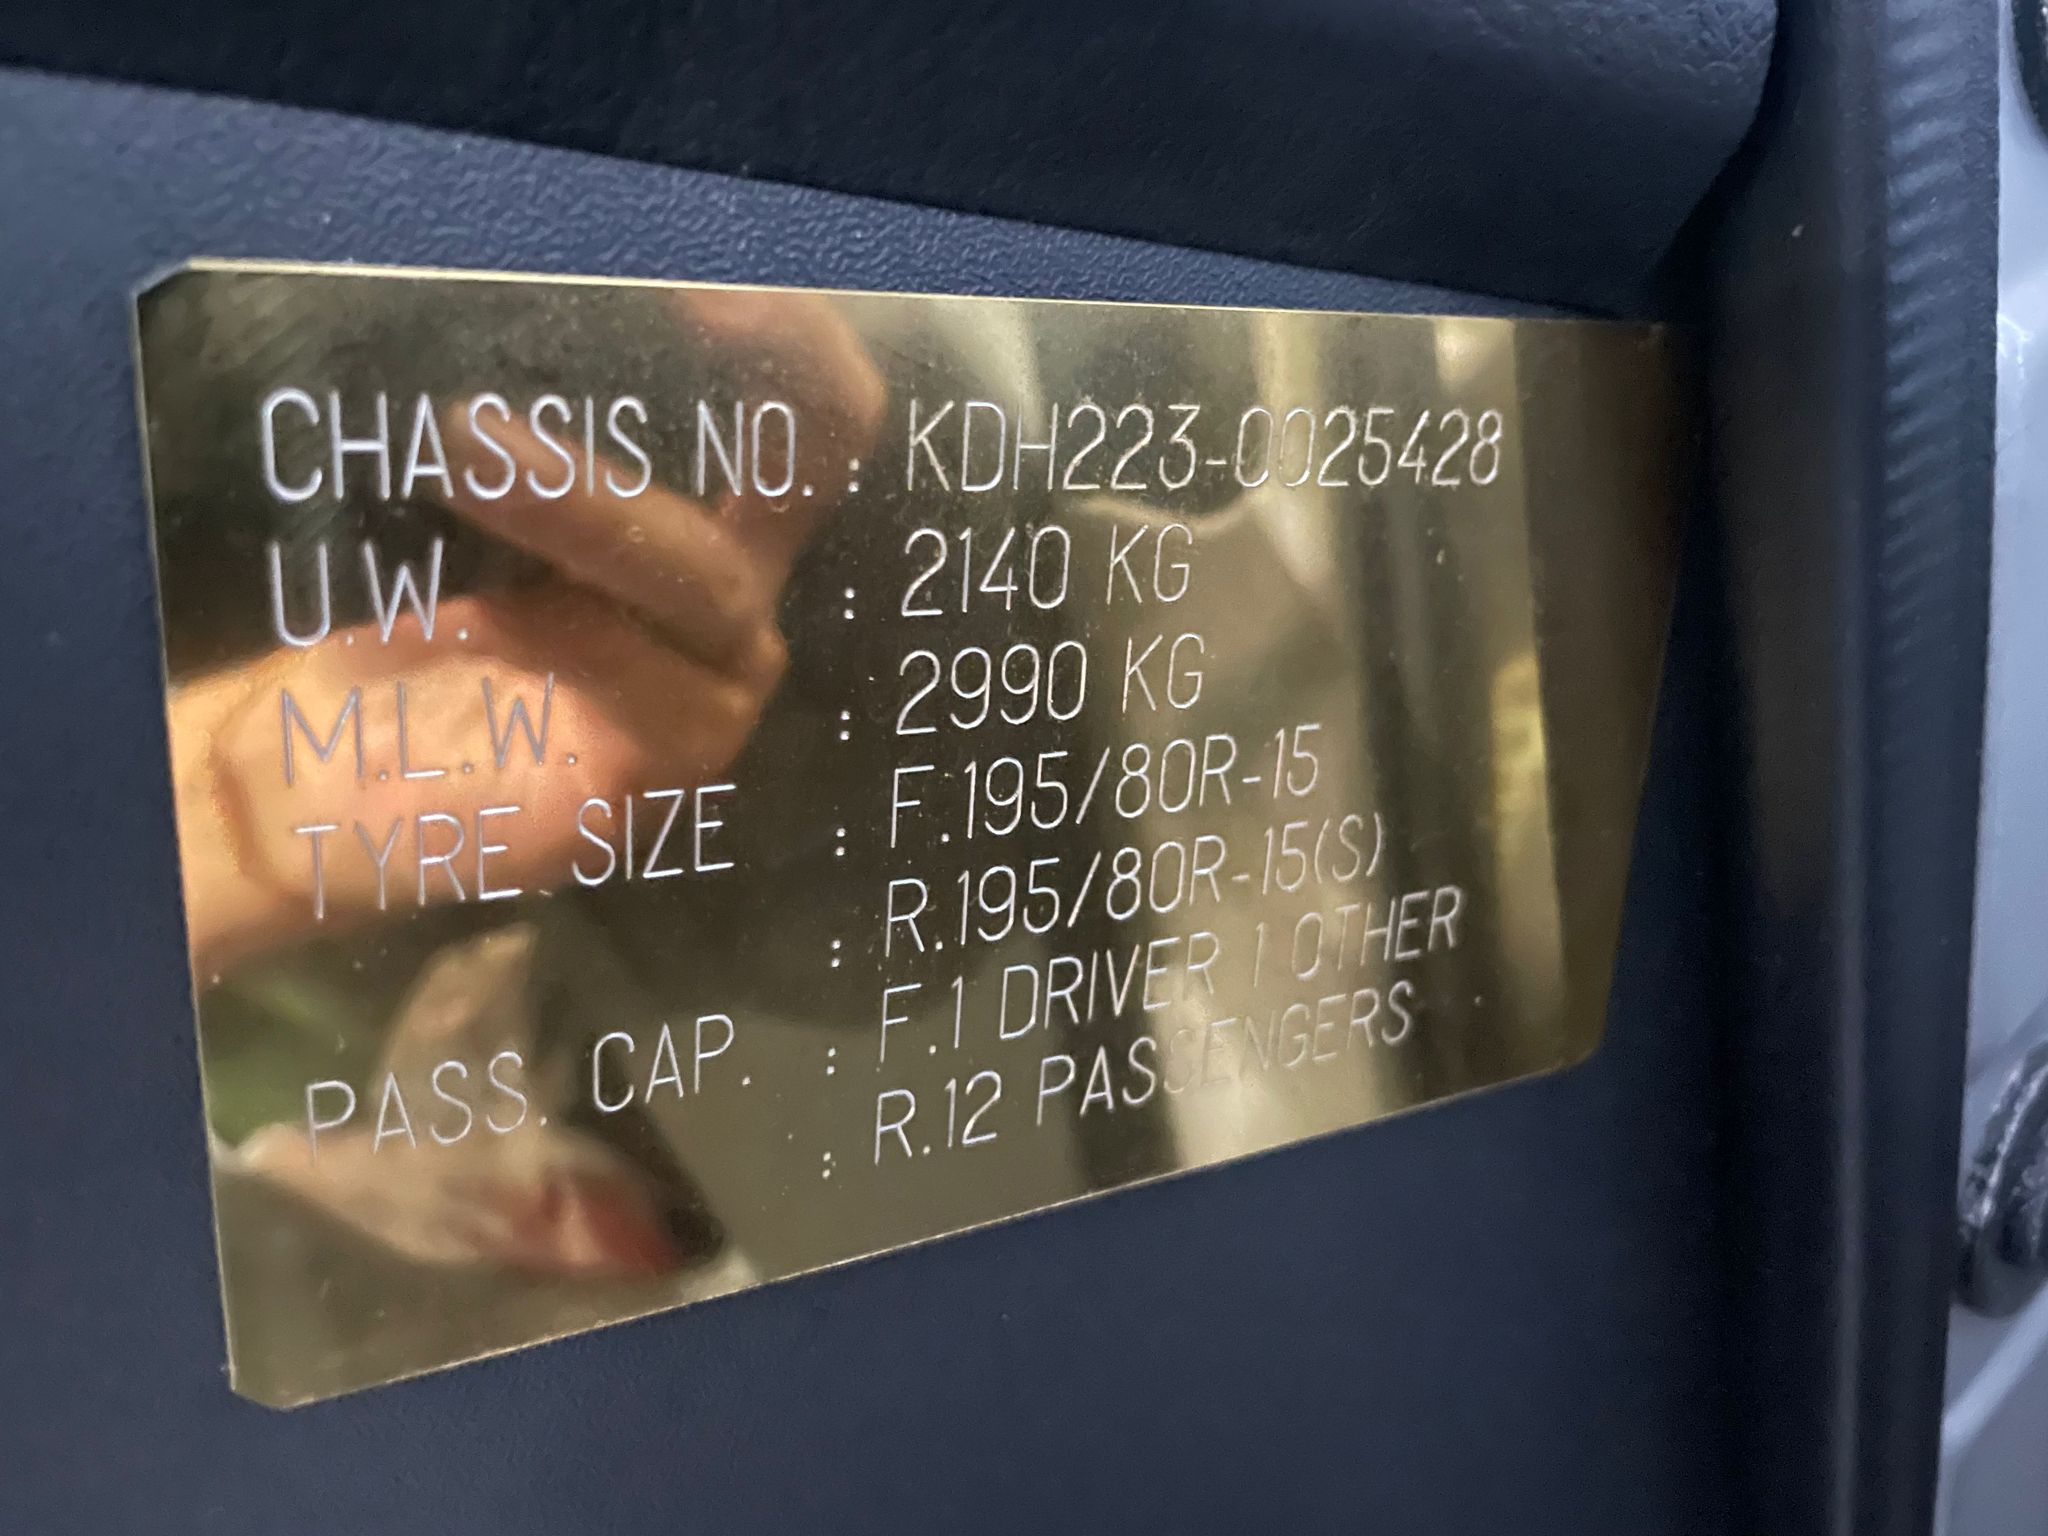 CHASSIS NO. : KDH223-0025428
U.W. : 2140 KG
M.L.W. : 2990 KG
TYRE SIZE : F.195/80R-15
: R.195/80R-15(S)
PASS. CAP. : F.1 DRIVER 1 OTHER
: R.12 PASSENGERS